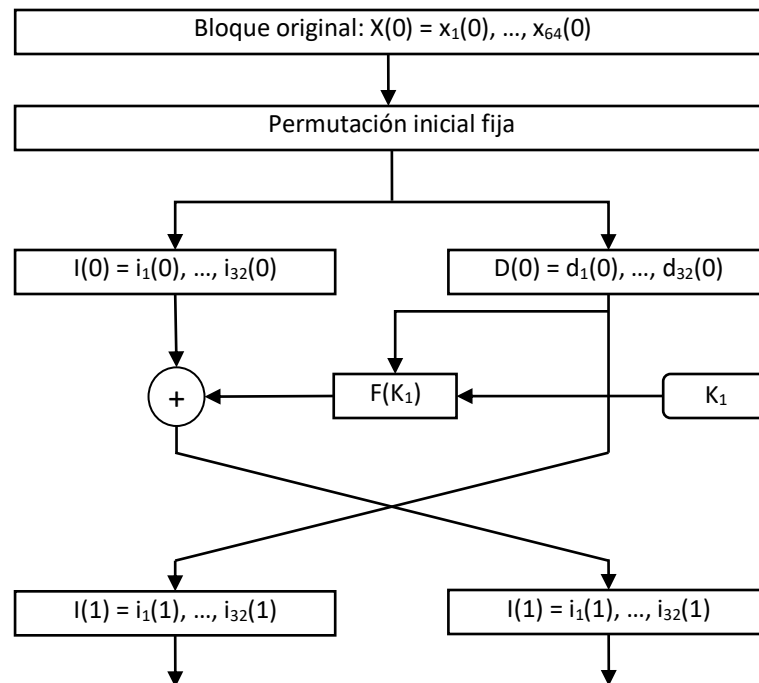 Bloque original: X(0) = x₁(0), …, x₆₄(0)
Permutación inicial fija
I(0) = i₁(0), …, i₃₂(0)
D(0) = d₁(0), …, d₃₂(0)
+
F(K₁)
K₁
I(1) = i₁(1), …, i₃₂(1)
I(1) = i₁(1), …, i₃₂(1)